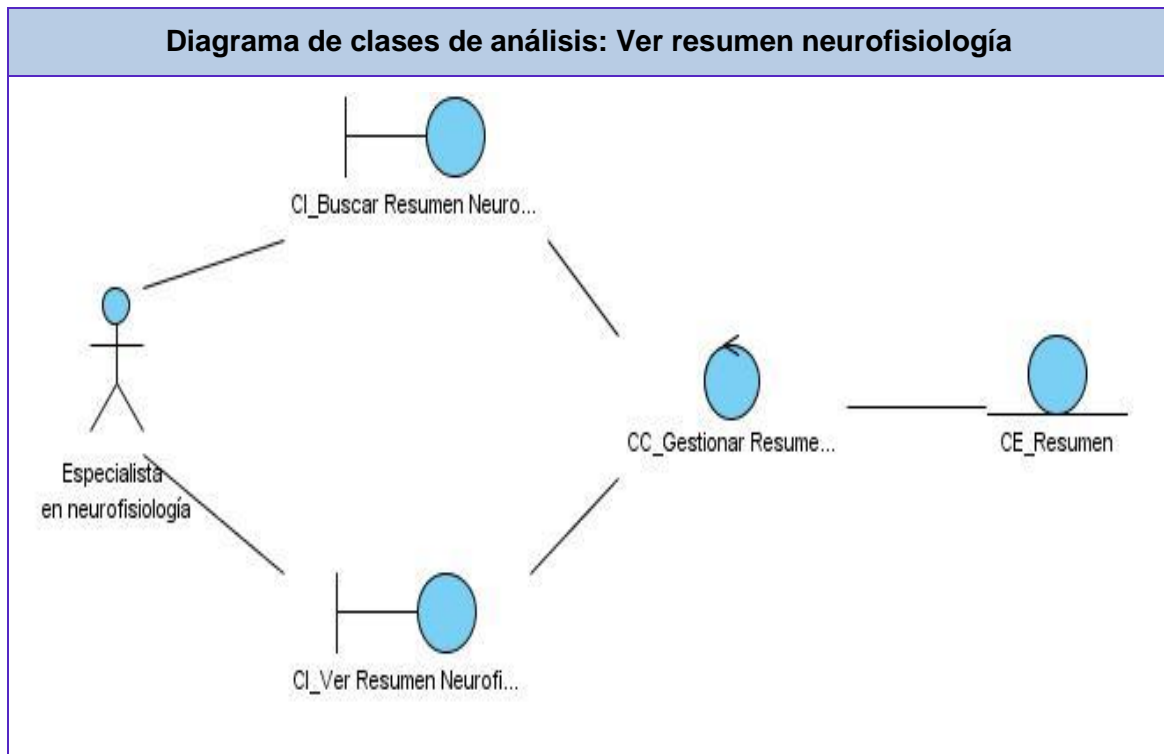 Diagrama de clases de análisis: Ver resumen neurofisiología
CI_Buscar Resumen Neuro...
CC_Gestionar Resume...
CE_Resumen
Especialista
en neurofisiología
CI_Ver Resumen Neurofi...